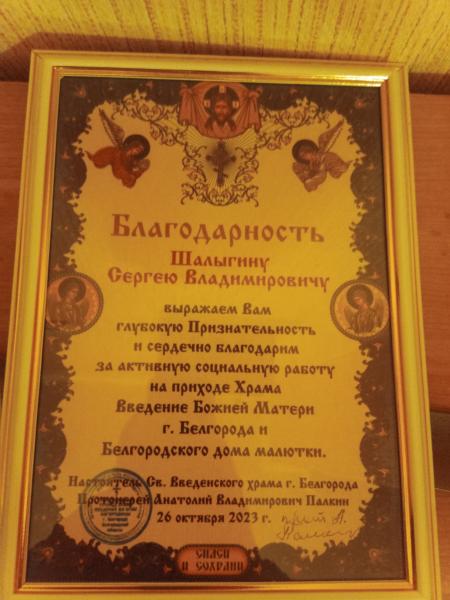 Благодарность
Шалыгину
Сергею Владимировичу
выражаем Вам
глубокую Признательность
и сердечно благодарим
за активную социальную работу
на приходе Храма
Введение Божией Матери
г. Белгорода и
Белгородского дома малютки.
Настоятель Св. Введенского храма г. Белгорода
Протоиерей Анатолий Владимирович Палкин
26 октября 2023 г.
СПАСИ
И СОХРАНИ